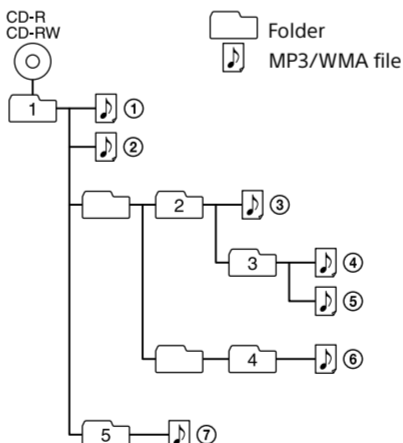 CD-R
CD-RW
Folder
MP3/WMA file
1 ①
②
2 ③
3 ④
⑤
4 ⑥
5 ⑦